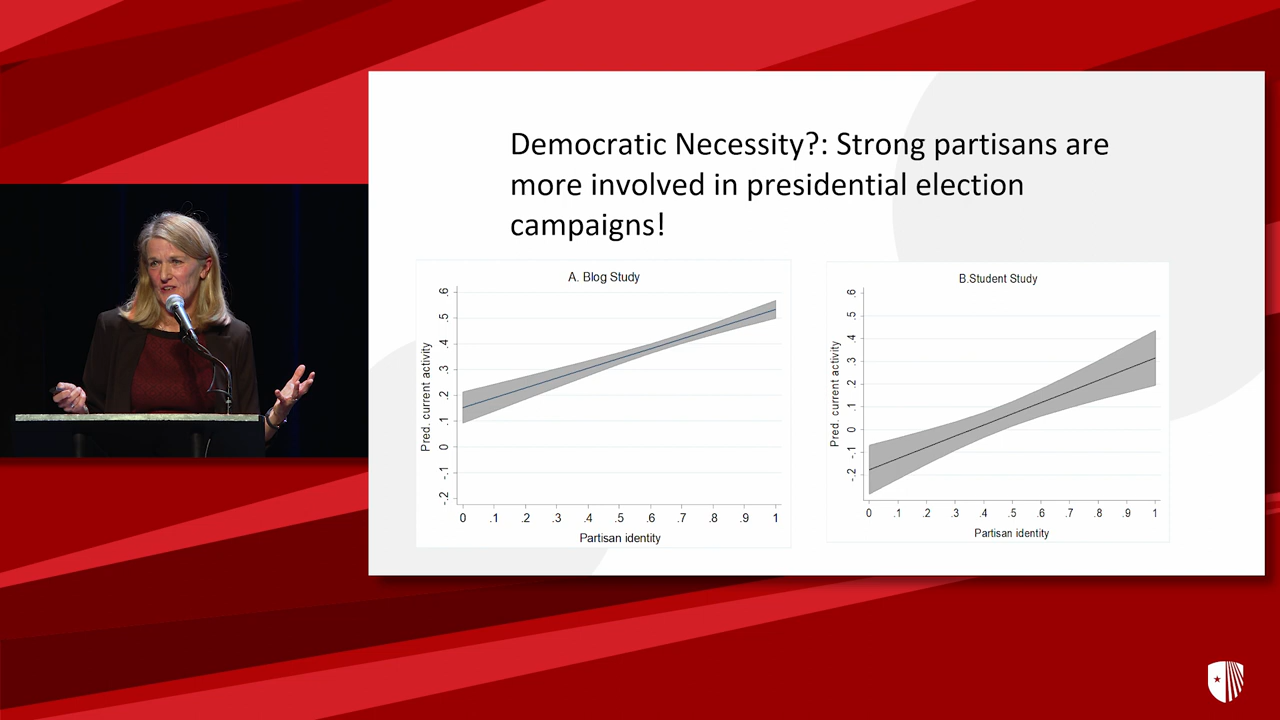 Democratic Necessity?: Strong partisans are
more involved in presidential election
campaigns!
A. Blog Study
Pred. current activity
.6
.5
.4
.3
.2
.1
0
-.1
-.2
0 .1 .2 .3 .4 .5 .6 .7 .8 .9 1
Partisan identity
B.Student Study
Pred. current activity
.6
.5
.4
.3
.2
.1
0
-.1
-.2
0 .1 .2 .3 .4 .5 .6 .7 .8 .9 1
Partisan identity